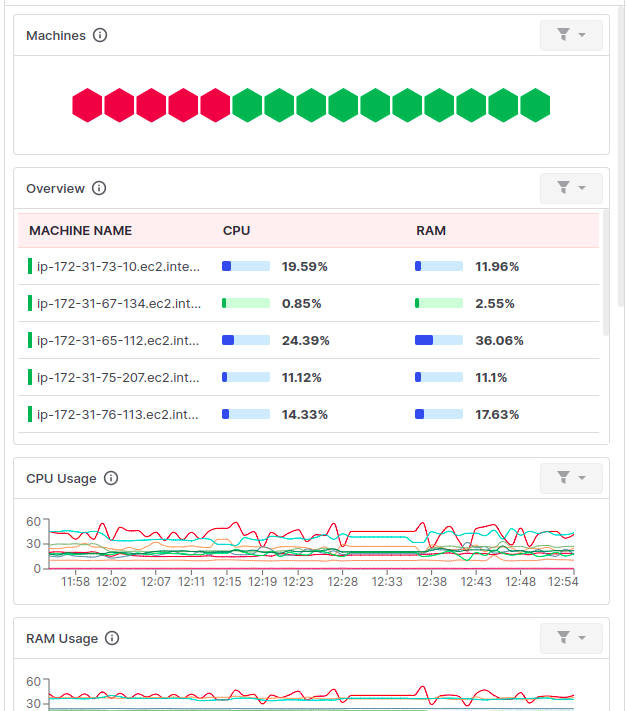 Machines
Overview
MACHINE NAME CPU RAM
ip-172-31-73-10.ec2.inte... 19.59% 11.96%
ip-172-31-67-134.ec2.int... 0.85% 2.55%
ip-172-31-65-112.ec2.int... 24.39% 36.06%
ip-172-31-75-207.ec2.int... 11.12% 11.1%
ip-172-31-76-113.ec2.int... 14.33% 17.63%
CPU Usage
60
30
0
11:58 12:02 12:07 12:11 12:15 12:19 12:23 12:28 12:33 12:38 12:43 12:48 12:54
RAM Usage
60
30